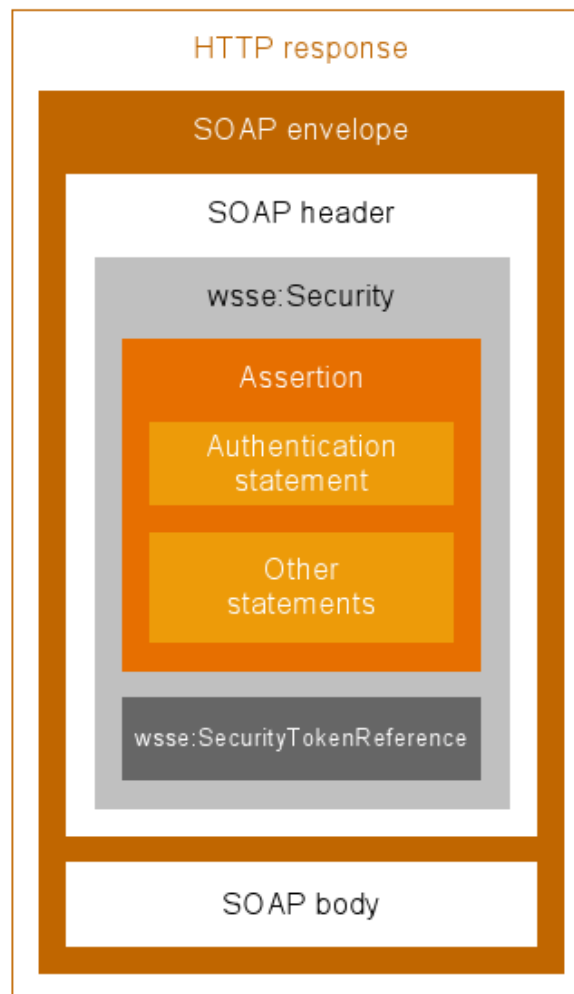 HTTP response
SOAP envelope
SOAP header
wsse:Security
Assertion
Authentication
statement
Other
statements
wsse:SecurityTokenReference
SOAP body